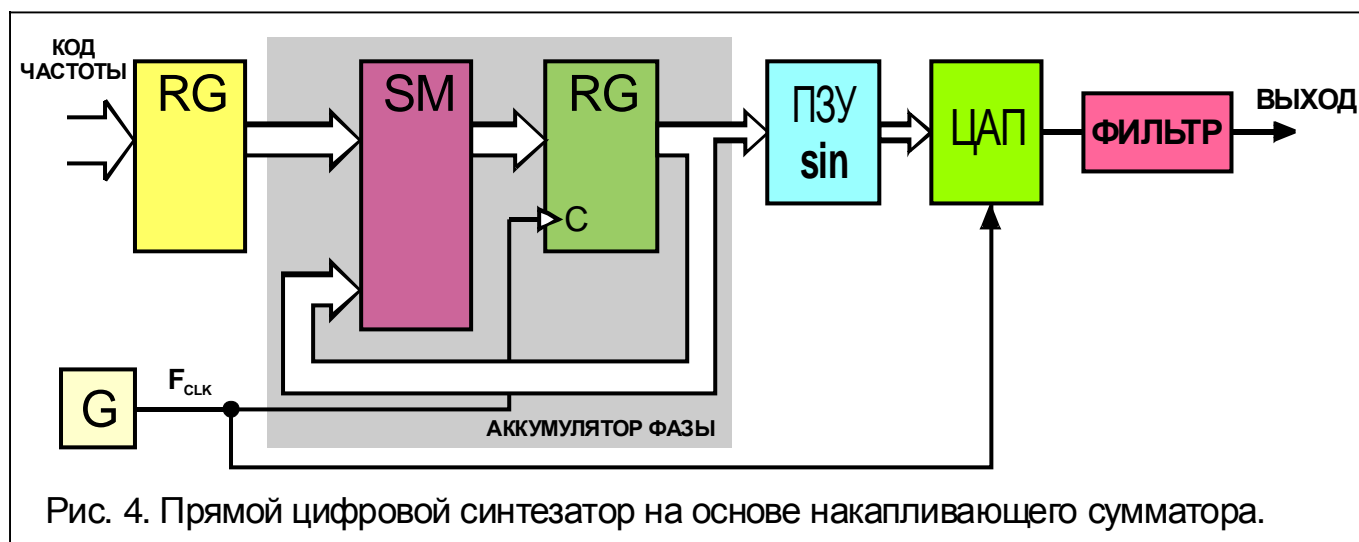 КОД
ЧАСТОТЫ
RG
SM
RG
C
ПЗУ
sin
ЦАП
ФИЛЬТР
ВЫХОД
G
FCLK
АККУМУЛЯТОР ФАЗЫ
Рис. 4. Прямой цифровой синтезатор на основе накапливающего сумматора.